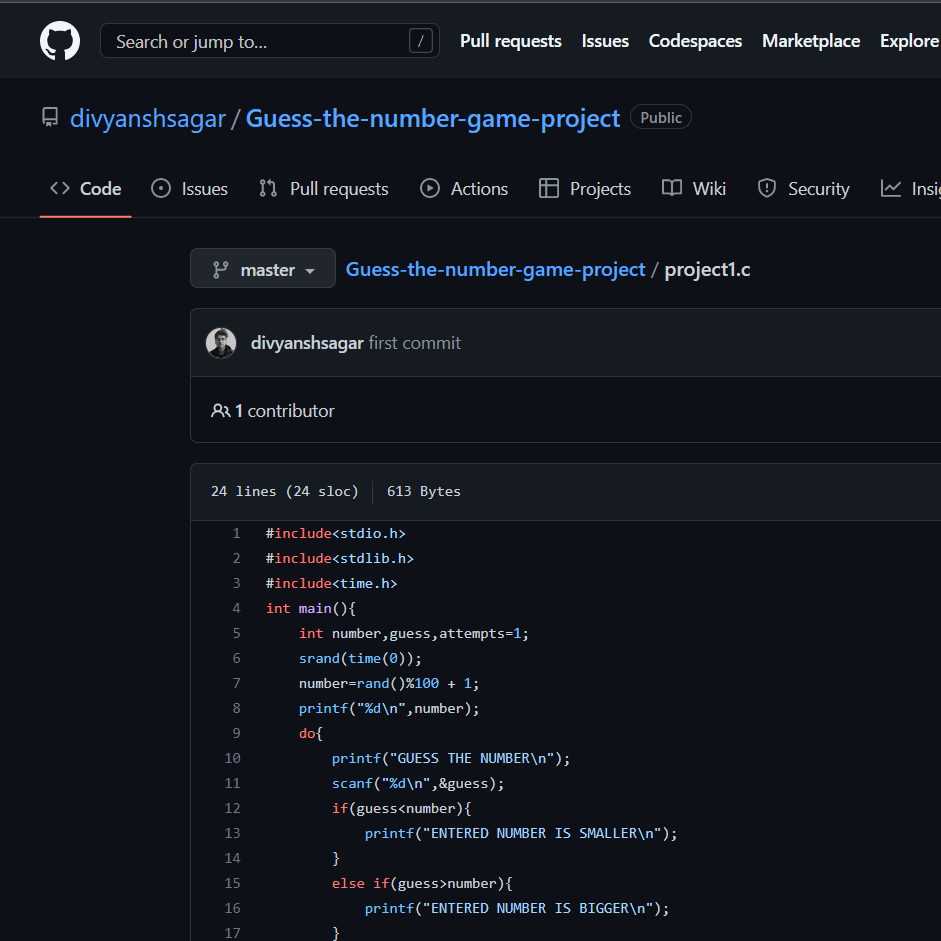 Search or jump to... / Pull requests Issues Codespaces Marketplace Explore
divyanshsagar / Guess-the-number-game-project Public
Code Issues Pull requests Actions Projects Wiki Security Insig
master Guess-the-number-game-project / project1.c
divyanshsagar first commit
1 contributor
24 lines (24 sloc) 613 Bytes
1 #include<stdio.h>
2 #include<stdlib.h>
3 #include<time.h>
4 int main(){
5 int number,guess,attempts=1;
6 srand(time(0));
7 number=rand()%100 + 1;
8 printf("%d\n",number);
9 do{
10 printf("GUESS THE NUMBER\n");
11 scanf("%d\n",&guess);
12 if(guess<number){
13 printf("ENTERED NUMBER IS SMALLER\n");
14 }
15 else if(guess>number){
16 printf("ENTERED NUMBER IS BIGGER\n");
17 }